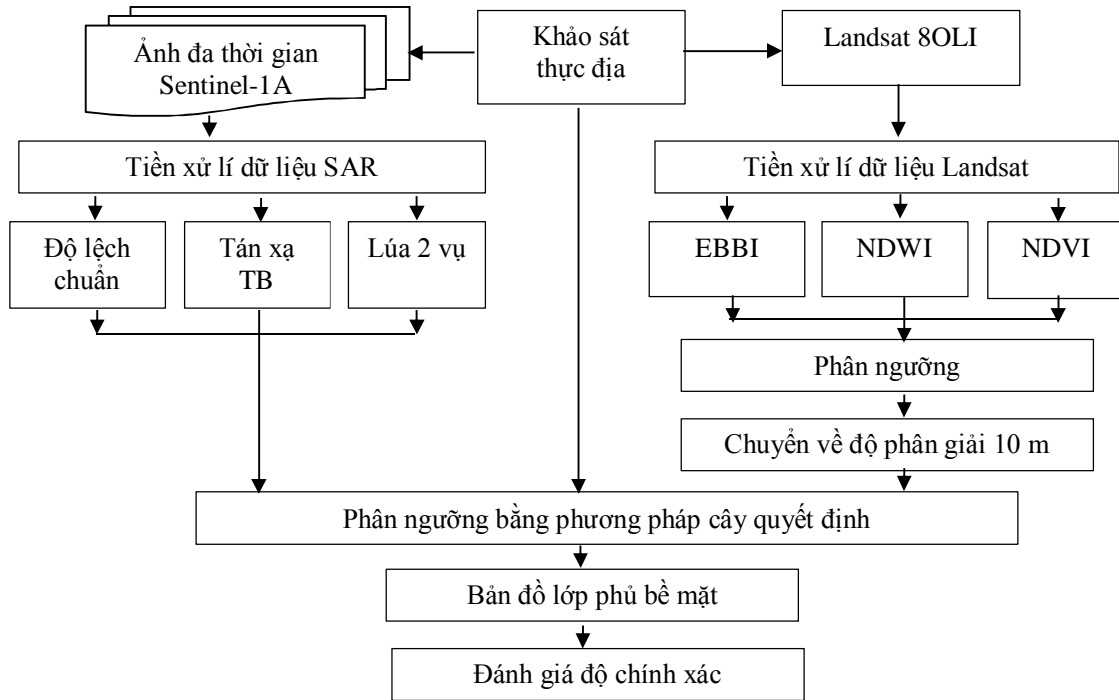 Ảnh đa thời gian
Sentinel-1A
Khảo sát
thực địa
Landsat 8OLI
Tiền xử lí dữ liệu SAR
Tiền xử lí dữ liệu Landsat
Độ lệch
chuẩn
Tán xạ
TB
Lúa 2 vụ
EBBI
NDWI
NDVI
Phân ngưỡng
Chuyển về độ phân giải 10 m
Phân ngưỡng bằng phương pháp cây quyết định
Bản đồ lớp phủ bề mặt
Đánh giá độ chính xác